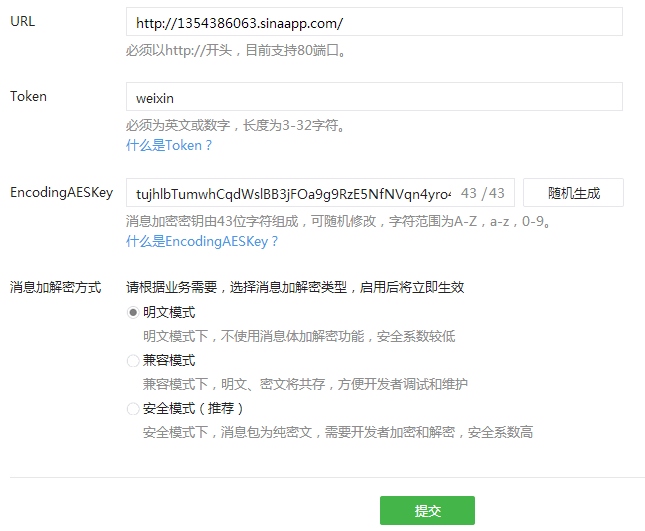 URL
http://1354386063.sinaapp.com/
必须以http://开头，目前支持80端口。
Token
weixin
必须为英文或数字，长度为3-32字符。
什么是Token？
EncodingAESKey
tujhlbTumwhCqdWslBB3jFOa9g9RzE5NfNVqn4yro4 43 /43
随机生成
消息加密密钥由43位字符组成，可随机修改，字符范围为A-Z，a-z，0-9。
什么是EncodingAESKey？
消息加解密方式
请根据业务需要，选择消息加解密类型，启用后将立即生效
明文模式
明文模式下，不使用消息体加解密功能，安全系数较低
兼容模式
兼容模式下，明文、密文将共存，方便开发者调试和维护
安全模式（推荐）
安全模式下，消息包为纯密文，需要开发者加密和解密，安全系数高
提交